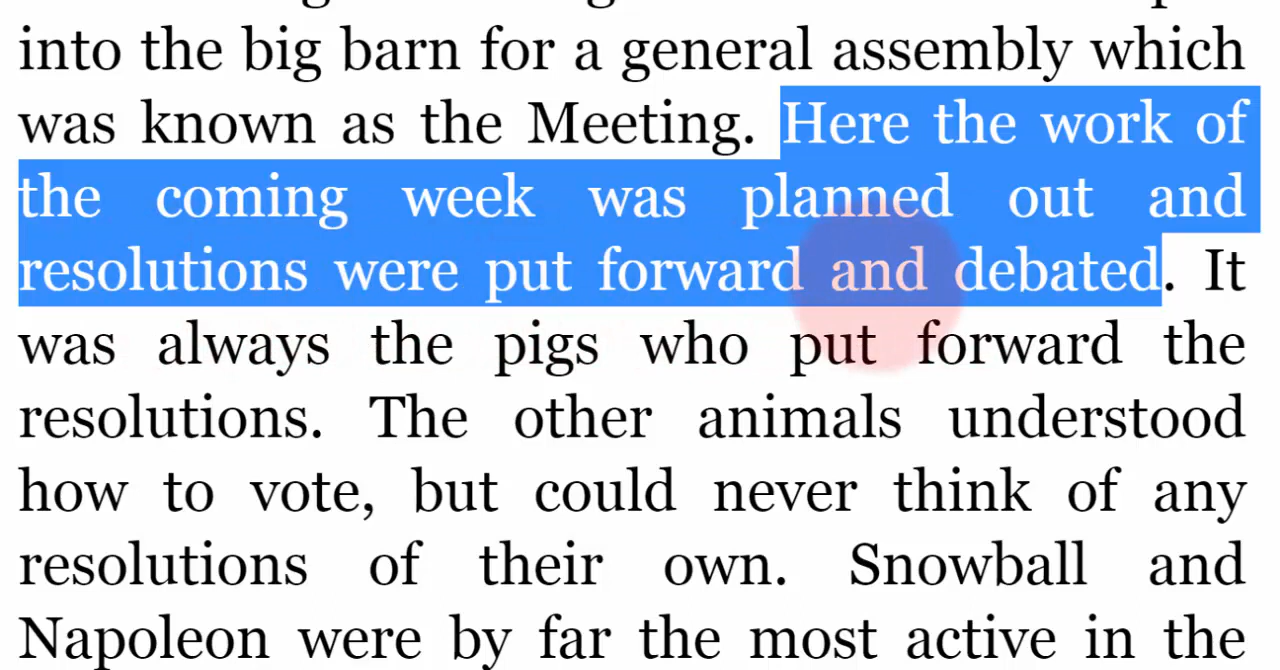 into the big barn for a general assembly which
was known as the Meeting. Here the work of
the coming week was planned out and
resolutions were put forward and debated. It
was always the pigs who put forward the
resolutions. The other animals understood
how to vote, but could never think of any
resolutions of their own. Snowball and
Napoleon were by far the most active in the